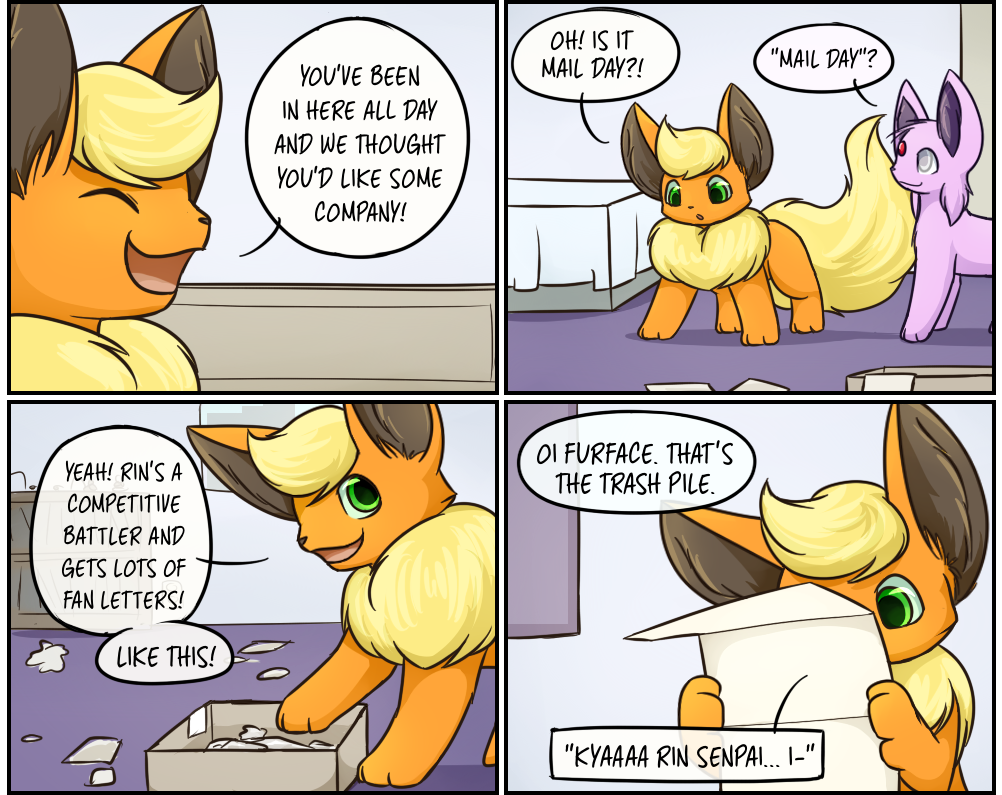 YOU'VE BEEN
IN HERE ALL DAY
AND WE THOUGHT
YOU'D LIKE SOME
COMPANY!
OH! IS IT
MAIL DAY?!
"MAIL DAY"?
YEAH! RIN'S A
COMPETITIVE
BATTLER AND
GETS LOTS OF
FAN LETTERS!
LIKE THIS!
OI FURFACE. THAT'S
THE TRASH PILE.
"KYAAAA RIN SENPAI... I-"